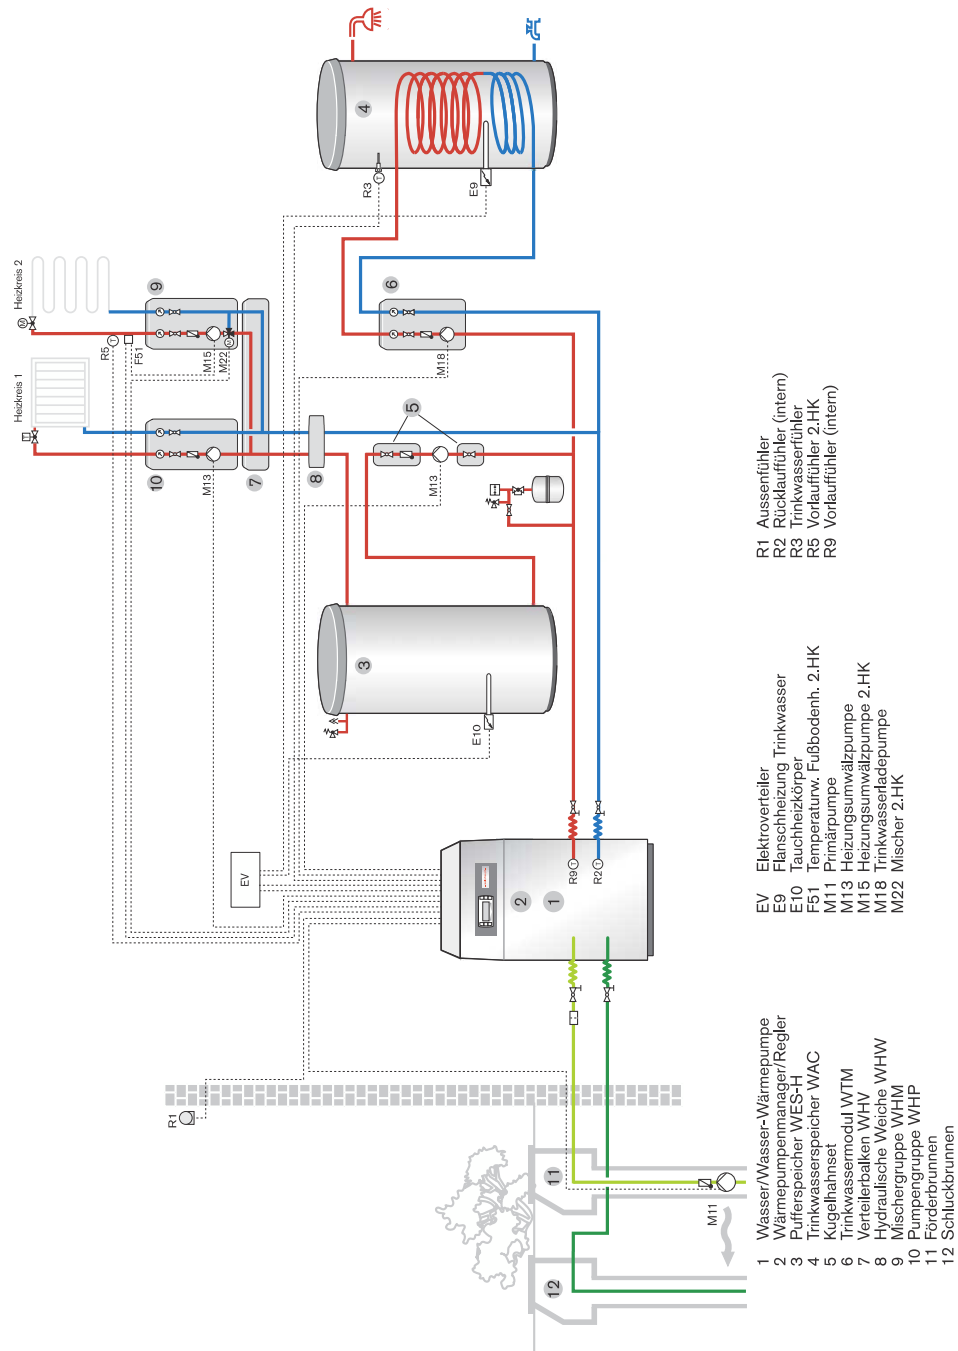 Heizkreis 1
Heizkreis 2
T
M
R5
T
F51
M15
M22
M
M13
10
9
7
8
R1
EV
R3
T
E9
4
6
M18
5
M13
3
E10
2
1
R9
T
R2
T
M11
11
12
1 Wasser/Wasser-Wärmepumpe
2 Wärmepumpenmanager/Regler
3 Pufferspeicher WES-H
4 Trinkwasserspeicher WAC
5 Kugelhahnset
6 Trinkwassermodul WTM
7 Verteilerbalken WHV
8 Hydraulische Weiche WHW
9 Mischergruppe WHM
10 Pumpengruppe WHP
11 Förderbrunnen
12 Schluckbrunnen
EV Elektroverteiler
E9 Flanschheizung Trinkwasser
E10 Tauchheizkörper
F51 Temperaturw. Fußbodenh. 2.HK
M11 Primärpumpe
M13 Heizungsumwälzpumpe
M15 Heizungsumwälzpumpe 2.HK
M18 Trinkwasserladepumpe
M22 Mischer 2.HK
R1 Aussenfühler
R2 Rücklauffühler (intern)
R3 Trinkwasserfühler
R5 Vorlauffühler 2.HK
R9 Vorlauffühler (intern)